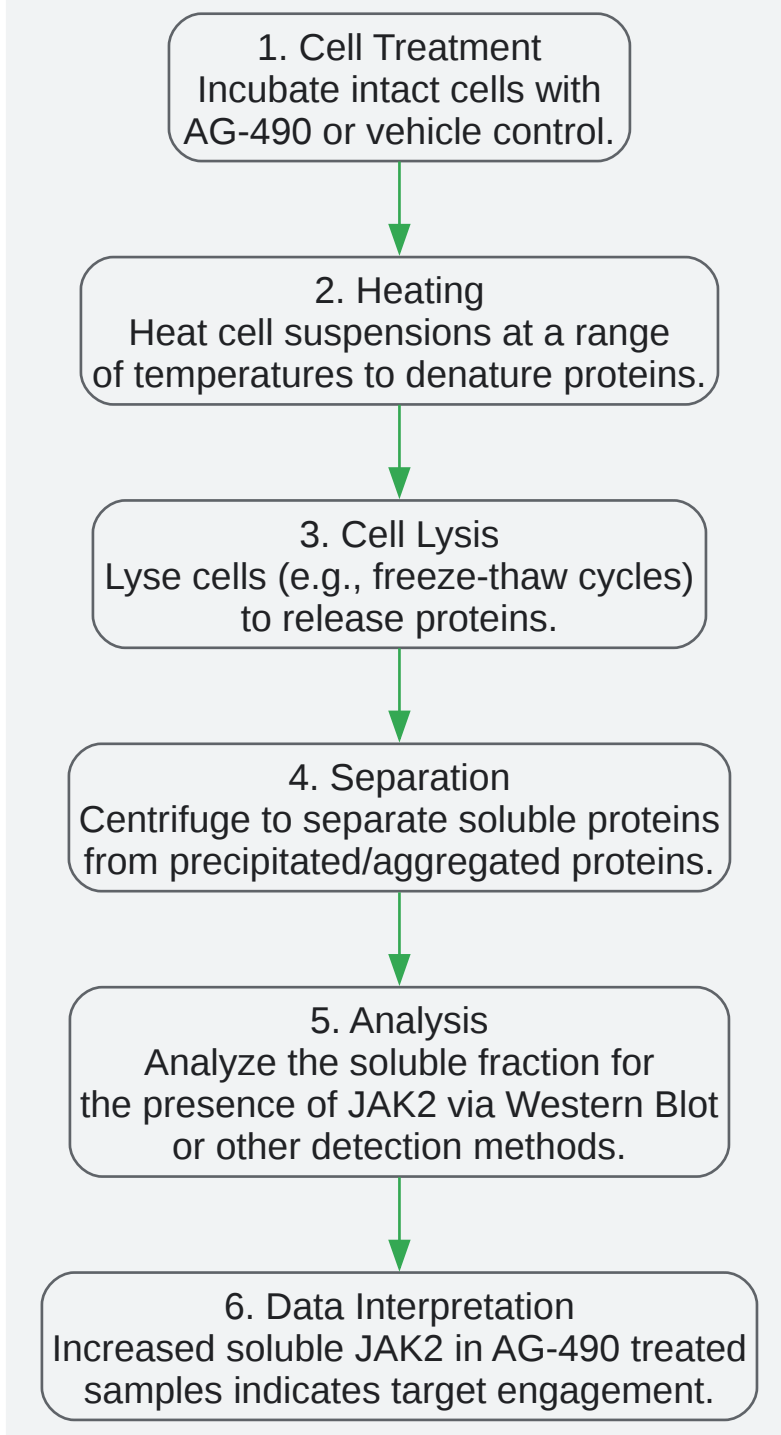 1. Cell Treatment
Incubate intact cells with
AG-490 or vehicle control.
2. Heating
Heat cell suspensions at a range
of temperatures to denature proteins.
3. Cell Lysis
Lyse cells (e.g., freeze-thaw cycles)
to release proteins.
4. Separation
Centrifuge to separate soluble proteins
from precipitated/aggregated proteins.
5. Analysis
Analyze the soluble fraction for
the presence of JAK2 via Western Blot
or other detection methods.
6. Data Interpretation
Increased soluble JAK2 in AG-490 treated
samples indicates target engagement.